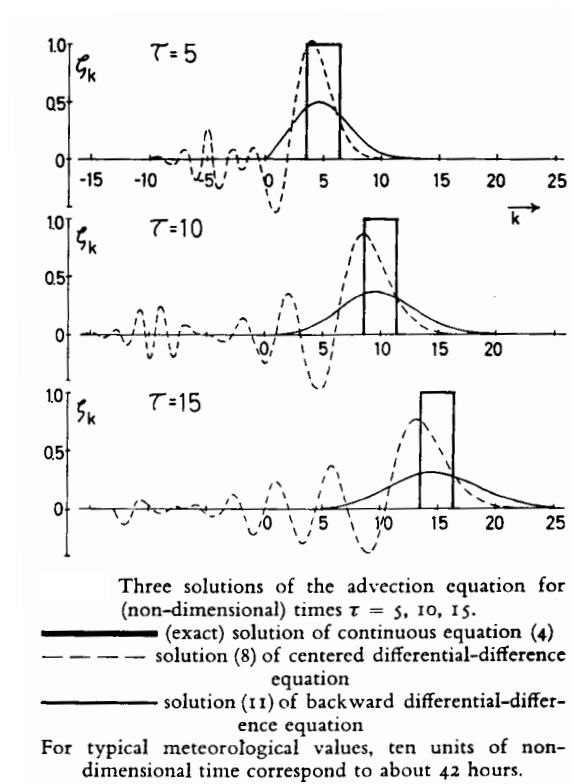 1.0
ζk
τ=5
0.5
0
-15 -10 -5 0 5 10 15 20 25
k
1.0
ζk
τ=10
0.5
0
0 5 10 15 20
1.0
ζk
τ=15
0.5
0
0 5 10 15 20 25
Three solutions of the advection equation for
(non-dimensional) times τ = 5, 10, 15.
(exact) solution of continuous equation (4)
solution (8) of centered differential-difference
equation
solution (11) of backward differential-differ-
ence equation
For typical meteorological values, ten units of non-
dimensional time correspond to about 42 hours.